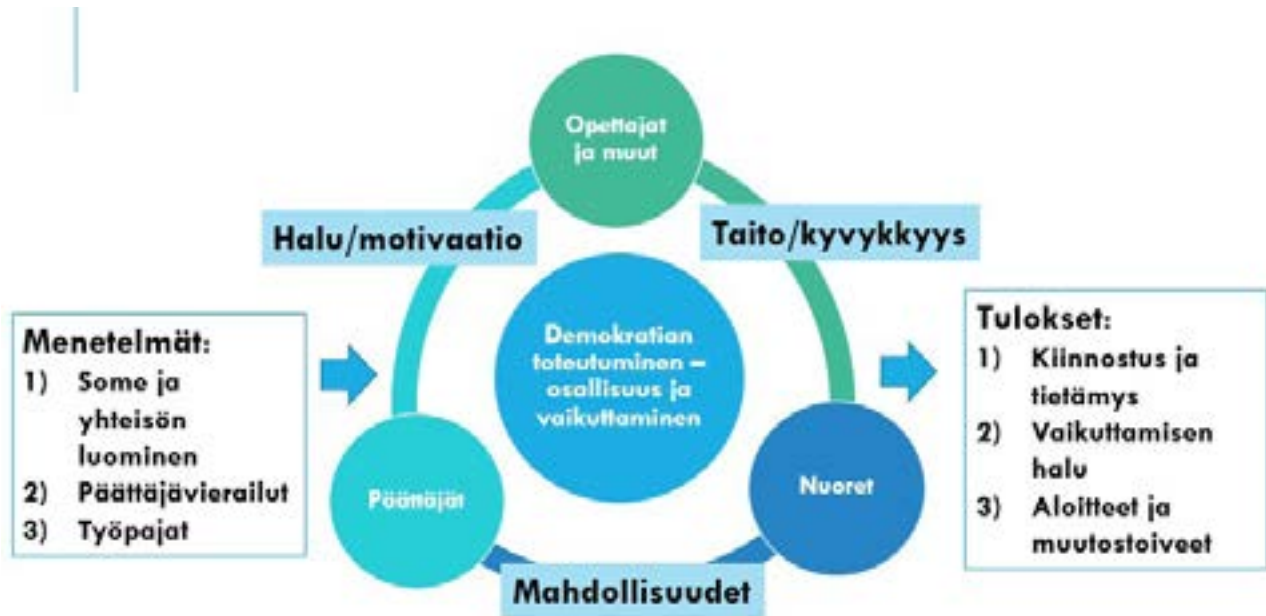 Opettajat
ja muut
Halu/motivaatio
Taito/kyvykkyys
Menetelmät:
1) Some ja
yhteisön
luominen
2) Päättäjävierailut
3) Työpajat
Demokratian
toteutuminen –
osallisuus ja
vaikuttaminen
Tulokset:
1) Kiinnostus ja
tietämys
2) Vaikuttamisen
halu
3) Aloitteet ja
muutostoiveet
Päättäjät
Nuoret
Mahdollisuudet